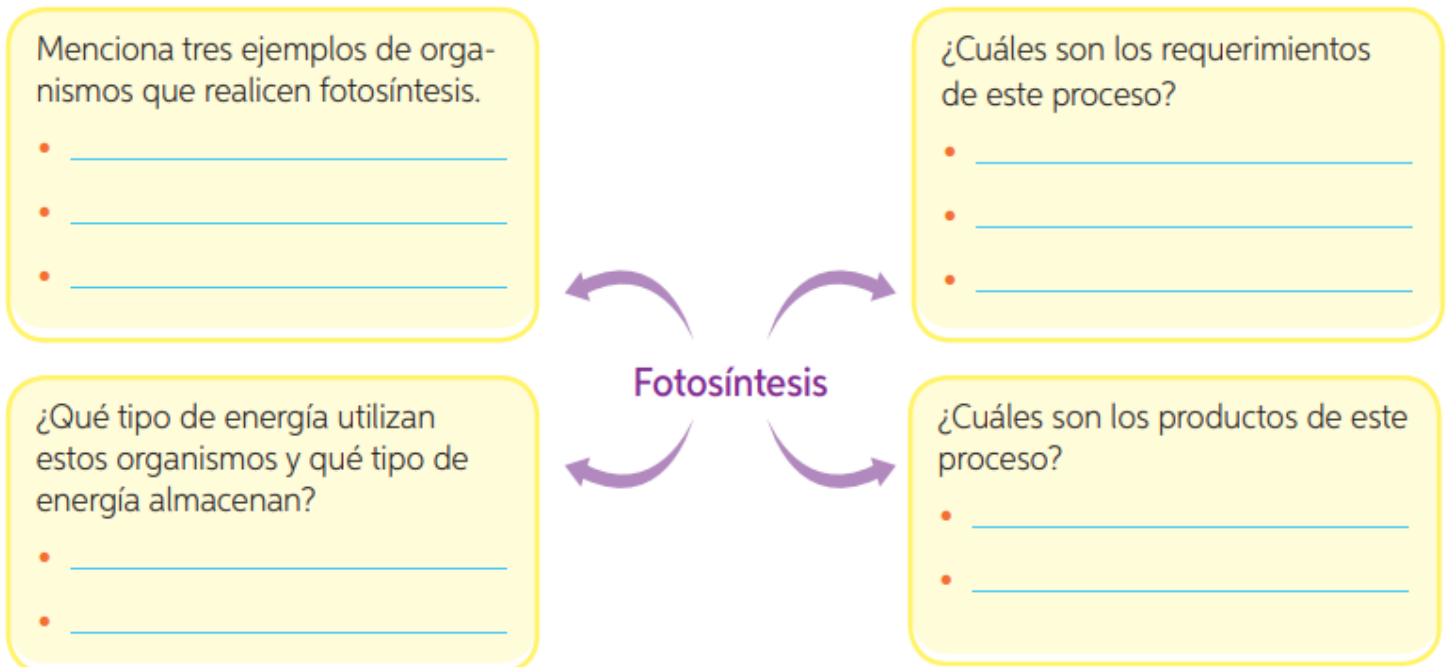 Menciona tres ejemplos de orga-
nismos que realicen fotosíntesis.
¿Cuáles son los requerimientos
de este proceso?
Fotosíntesis
¿Qué tipo de energía utilizan
estos organismos y qué tipo de
energía almacenan?
¿Cuáles son los productos de este
proceso?